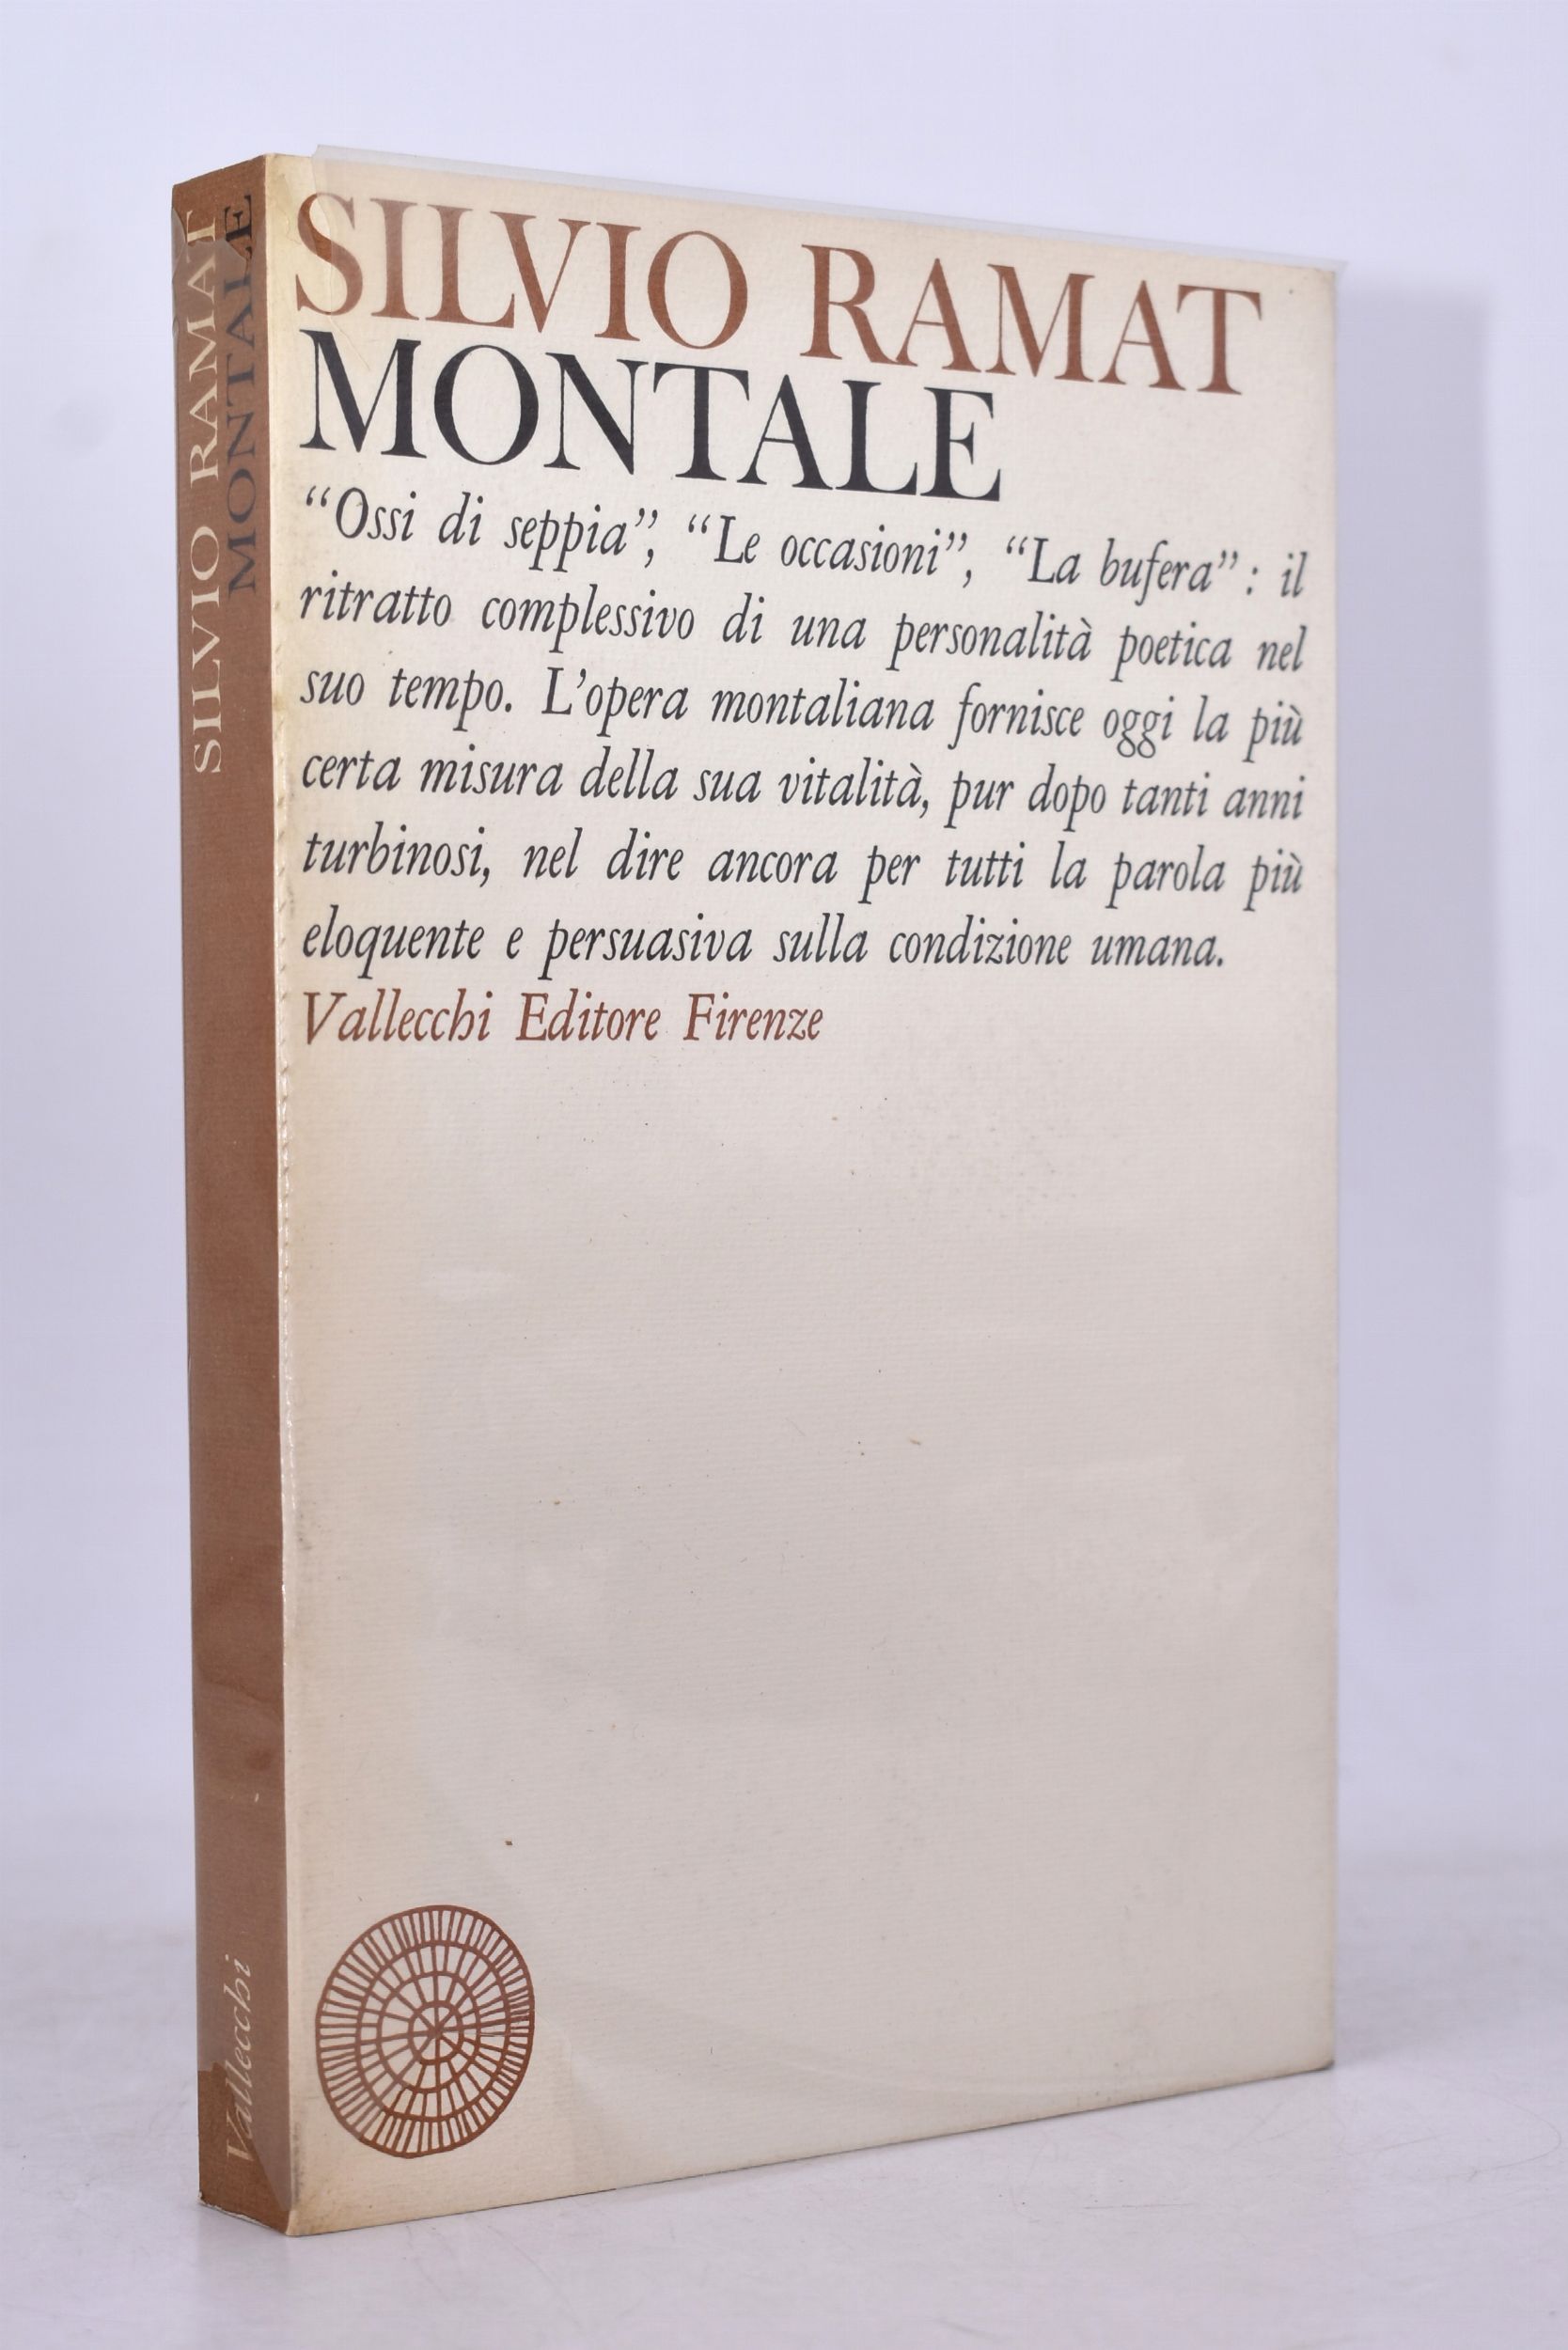 SILVIO RAMAT
MONTALE
Vallecchi
SILVIO RAMAT
MONTALE
“Ossi di seppia”, “Le occasioni”, “La bufera”: il
ritratto complessivo di una personalità poetica nel
suo tempo. L’opera montaliana fornisce oggi la più
certa misura della sua vitalità, pur dopo tanti anni
turbinosi, nel dire ancora per tutti la parola più
eloquente e persuasiva sulla condizione umana.
Vallecchi Editore Firenze